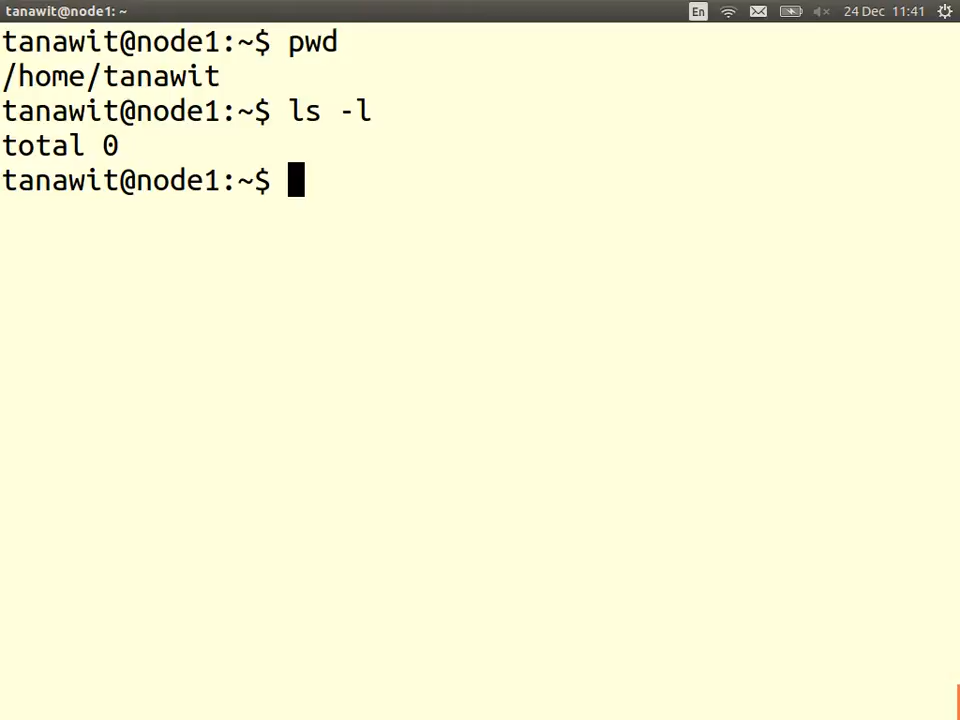 tanawit@node1: ~
En
24 Dec 11:41
tanawit@node1:~$ pwd
/home/tanawit
tanawit@node1:~$ ls -l
total 0
tanawit@node1:~$